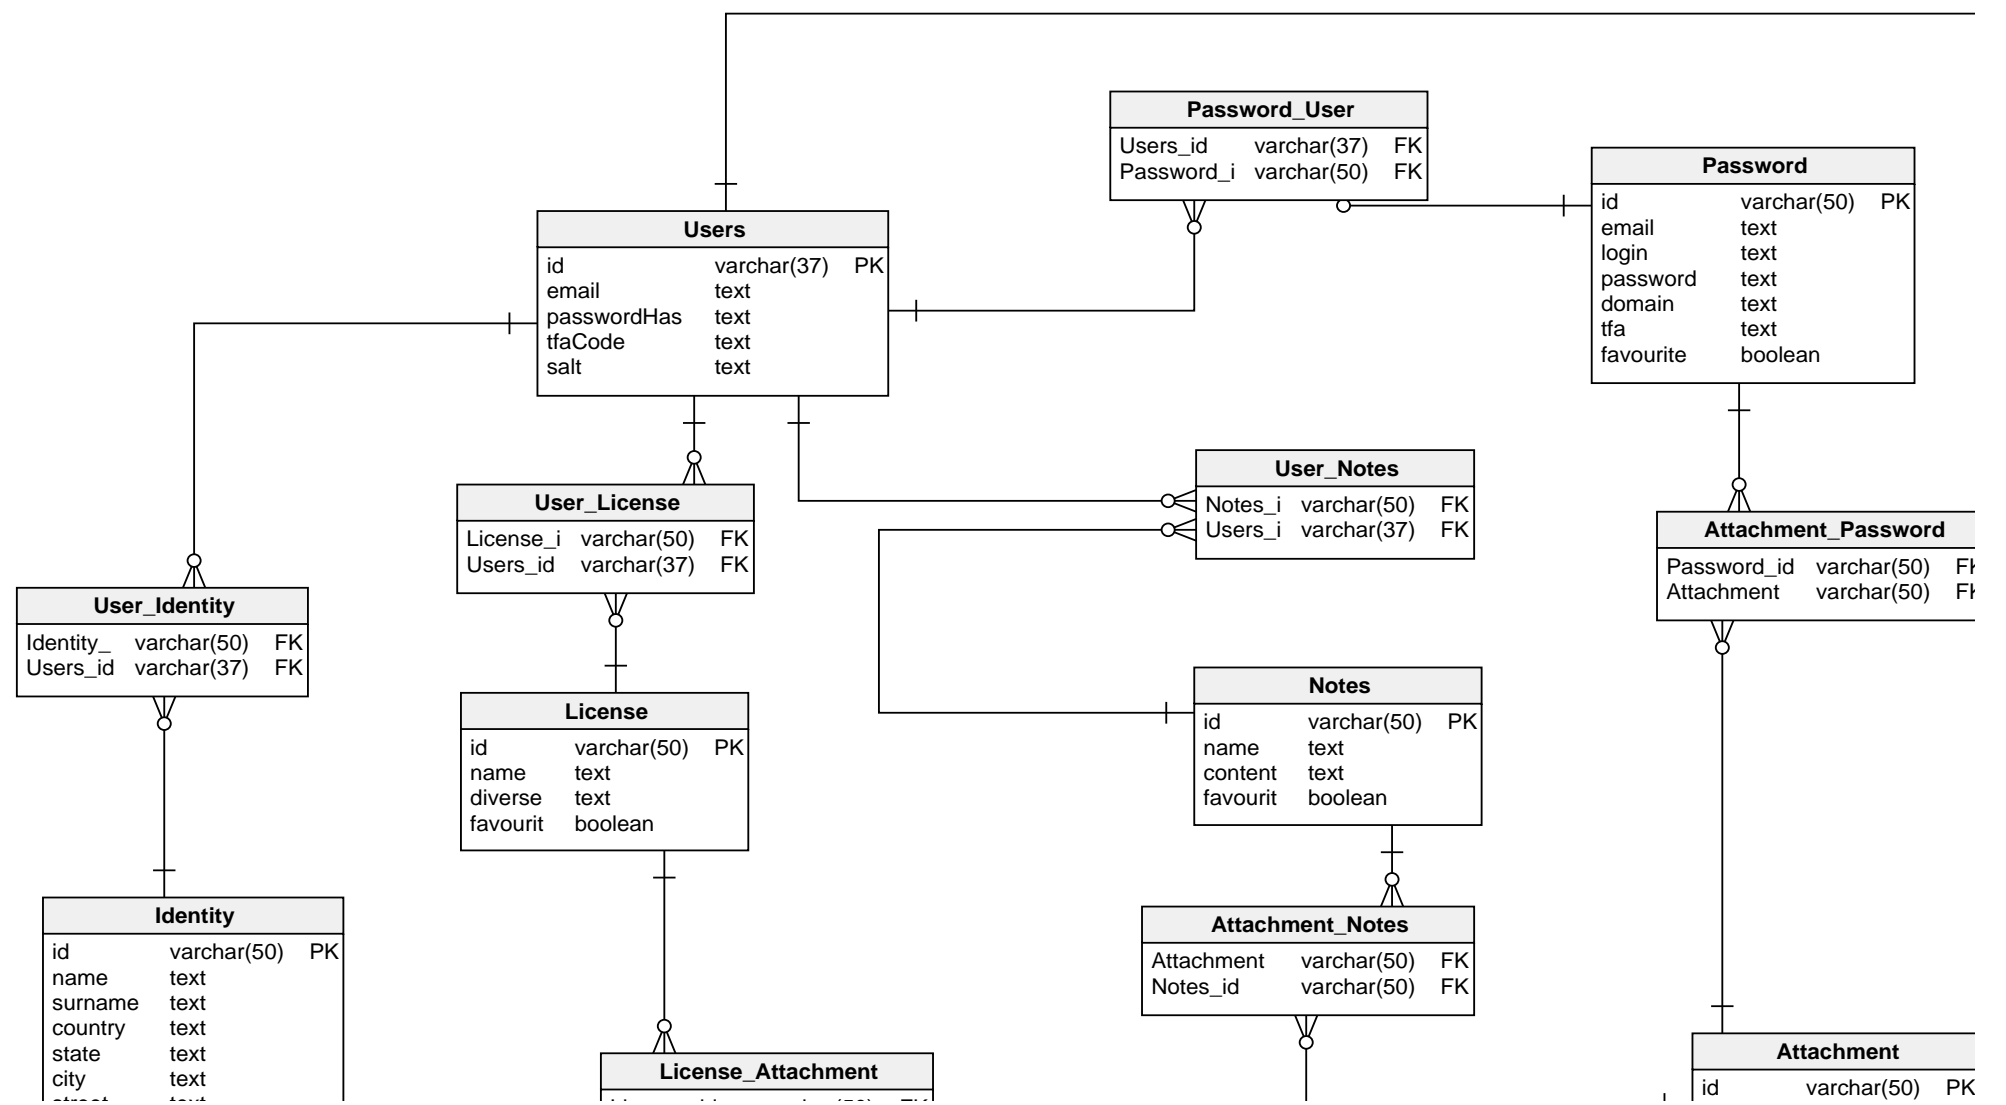 Password_User
Users_id varchar(37) FK
Password_i varchar(50) FK
Password
id varchar(50) PK
email text
login text
password text
domain text
tfa text
favourite boolean
Users
id varchar(37) PK
email text
passwordHas text
tfaCode text
salt text
User_Notes
Notes_i varchar(50) FK
Users_i varchar(37) FK
User_License
License_i varchar(50) FK
Users_id varchar(37) FK
Attachment_Password
Password_id varchar(50) FK
Attachment varchar(50) FK
User_Identity
Identity_ varchar(50) FK
Users_id varchar(37) FK
Notes
id varchar(50) PK
name text
content text
favourit boolean
License
id varchar(50) PK
name text
diverse text
favourit boolean
Identity
id varchar(50) PK
name text
surname text
country text
state text
city text
street text
Attachment_Notes
Attachment varchar(50) FK
Notes_id varchar(50) FK
License_Attachment
Attachment
id varchar(50) PK